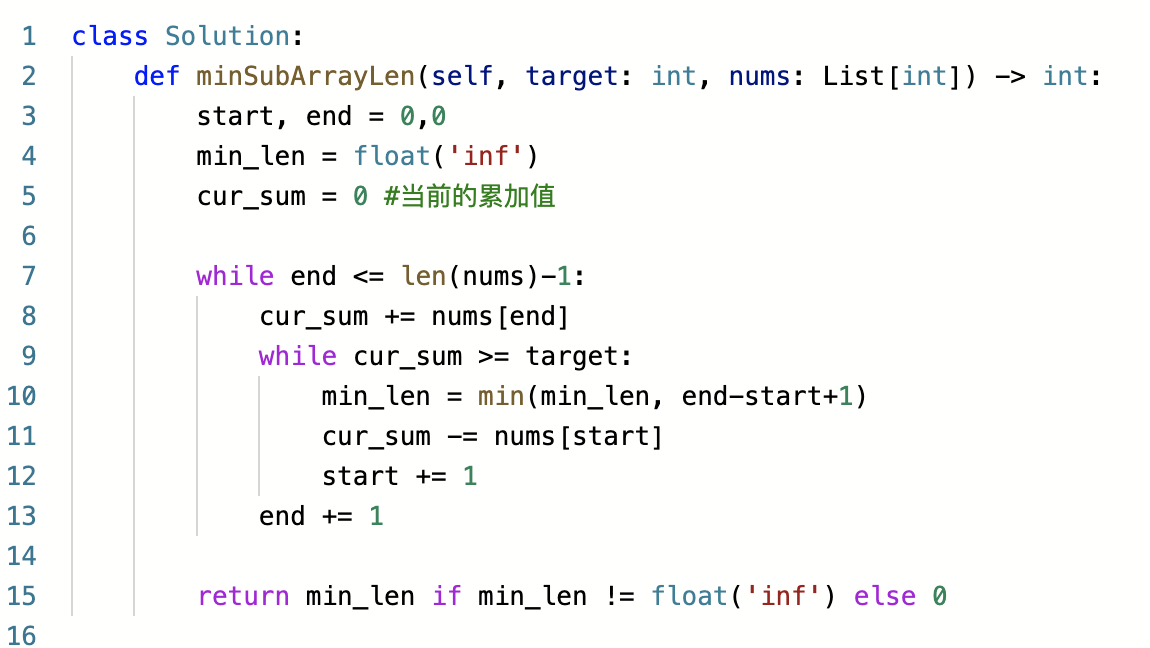 1 class Solution:
2     def minSubArrayLen(self, target: int, nums: List[int]) -> int:
3         start, end = 0,0
4         min_len = float('inf')
5         cur_sum = 0 #当前的累加值
6
7         while end <= len(nums)-1:
8             cur_sum += nums[end]
9             while cur_sum >= target:
10                 min_len = min(min_len, end-start+1)
11                 cur_sum -= nums[start]
12                 start += 1
13             end += 1
14
15         return min_len if min_len != float('inf') else 0
16